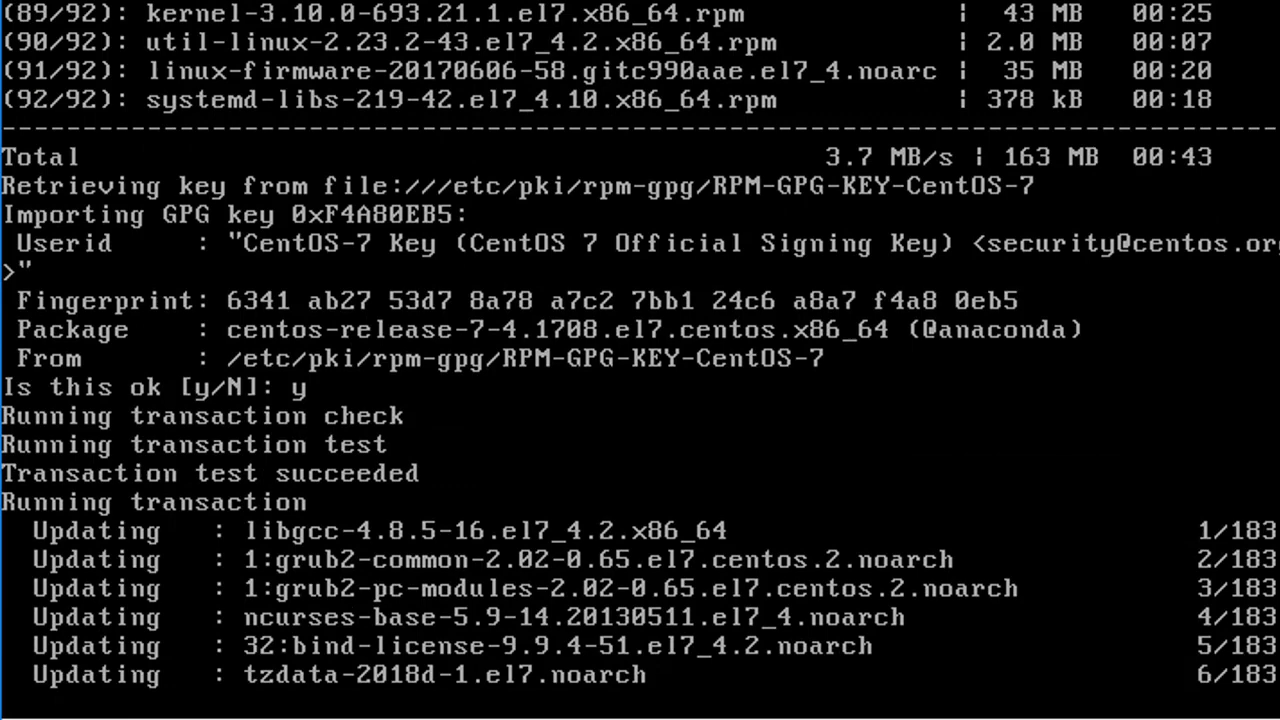 (89/92): kernel-3.10.0-693.21.1.el7.x86_64.rpm | 43 MB 00:25
(90/92): util-linux-2.23.2-43.el7_4.2.x86_64.rpm | 2.0 MB 00:07
(91/92): linux-firmware-20170606-58.gitc990aae.el7_4.noarc | 35 MB 00:20
(92/92): systemd-libs-219-42.el7_4.10.x86_64.rpm | 378 kB 00:18
--------------------------------------------------------------------------------
Total 3.7 MB/s | 163 MB 00:43
Retrieving key from file:///etc/pki/rpm-gpg/RPM-GPG-KEY-CentOS-7
Importing GPG key 0xF4A80EB5:
Userid : "CentOS-7 Key (CentOS 7 Official Signing Key) <security@centos.org
>"
Fingerprint: 6341 ab27 53d7 8a78 a7c2 7bb1 24c6 a8a7 f4a8 0eb5
Package : centos-release-7-4.1708.el7.centos.x86_64 (@anaconda)
From : /etc/pki/rpm-gpg/RPM-GPG-KEY-CentOS-7
Is this ok [y/N]: y
Running transaction check
Running transaction test
Transaction test succeeded
Running transaction
Updating : libgcc-4.8.5-16.el7_4.2.x86_64 1/183
Updating : 1:grub2-common-2.02-0.65.el7.centos.2.noarch 2/183
Updating : 1:grub2-pc-modules-2.02-0.65.el7.centos.2.noarch 3/183
Updating : ncurses-base-5.9-14.20130511.el7_4.noarch 4/183
Updating : 32:bind-license-9.9.4-51.el7_4.2.noarch 5/183
Updating : tzdata-2018d-1.el7.noarch 6/183